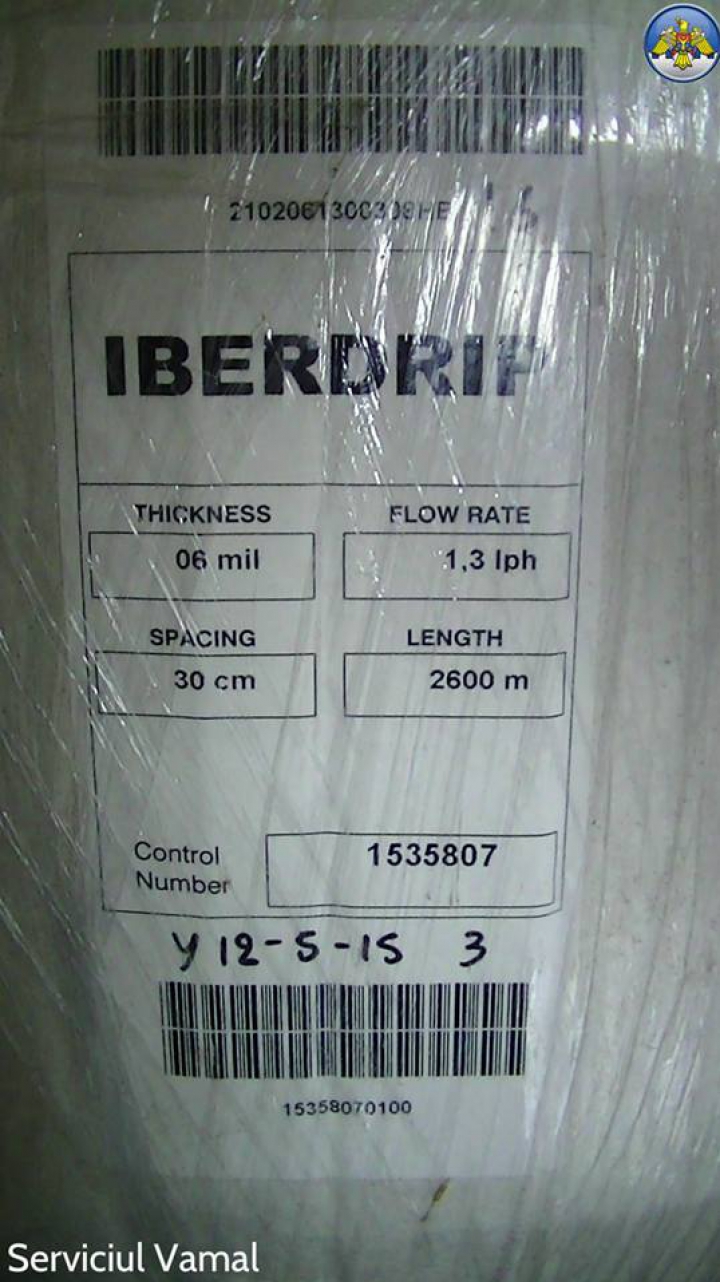 IBERDRIP
THICKNESS FLOW RATE
06 mil 1,3 lph
SPACING LENGTH
30 cm 2600 m
Control 1535807
Number
Y 12-5-15 3
15358070100
Serviciul Vamal